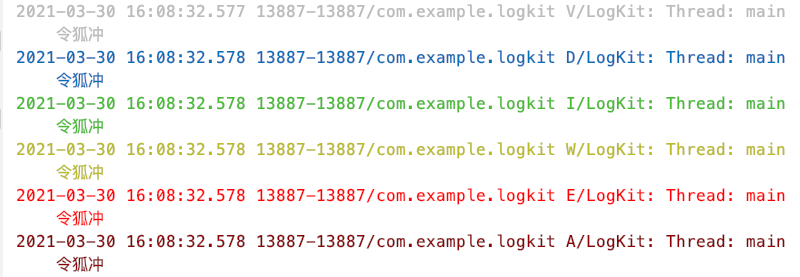 2021-03-30 16:08:32.577 13887-13887/com.example.logkit V/LogKit: Thread: main
令狐冲
2021-03-30 16:08:32.578 13887-13887/com.example.logkit D/LogKit: Thread: main
令狐冲
2021-03-30 16:08:32.578 13887-13887/com.example.logkit I/LogKit: Thread: main
令狐冲
2021-03-30 16:08:32.578 13887-13887/com.example.logkit W/LogKit: Thread: main
令狐冲
2021-03-30 16:08:32.578 13887-13887/com.example.logkit E/LogKit: Thread: main
令狐冲
2021-03-30 16:08:32.578 13887-13887/com.example.logkit A/LogKit: Thread: main
令狐冲